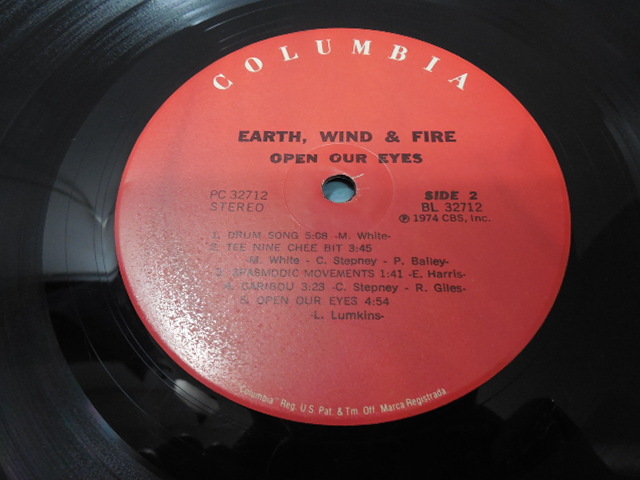 COLUMBIA
EARTH, WIND & FIRE
OPEN OUR EYES
PC 32712
STEREO
SIDE 2
BL 32712
℗ 1974 CBS, Inc.
1. DRUM SONG 5:08 -M. White-
2. TEE NINE CHEE BIT 3:45
-M. White - C. Stepney - P. Bailey-
3. SPASMODIC MOVEMENTS 1:41 -E. Harris-
4. CARIBOU 3:23 -C. Stepney - R. Giles-
5. OPEN OUR EYES 4:54
-L. Lumkins-
"Columbia" Reg. U.S. Pat. & Tm. Off. Marca Registrada